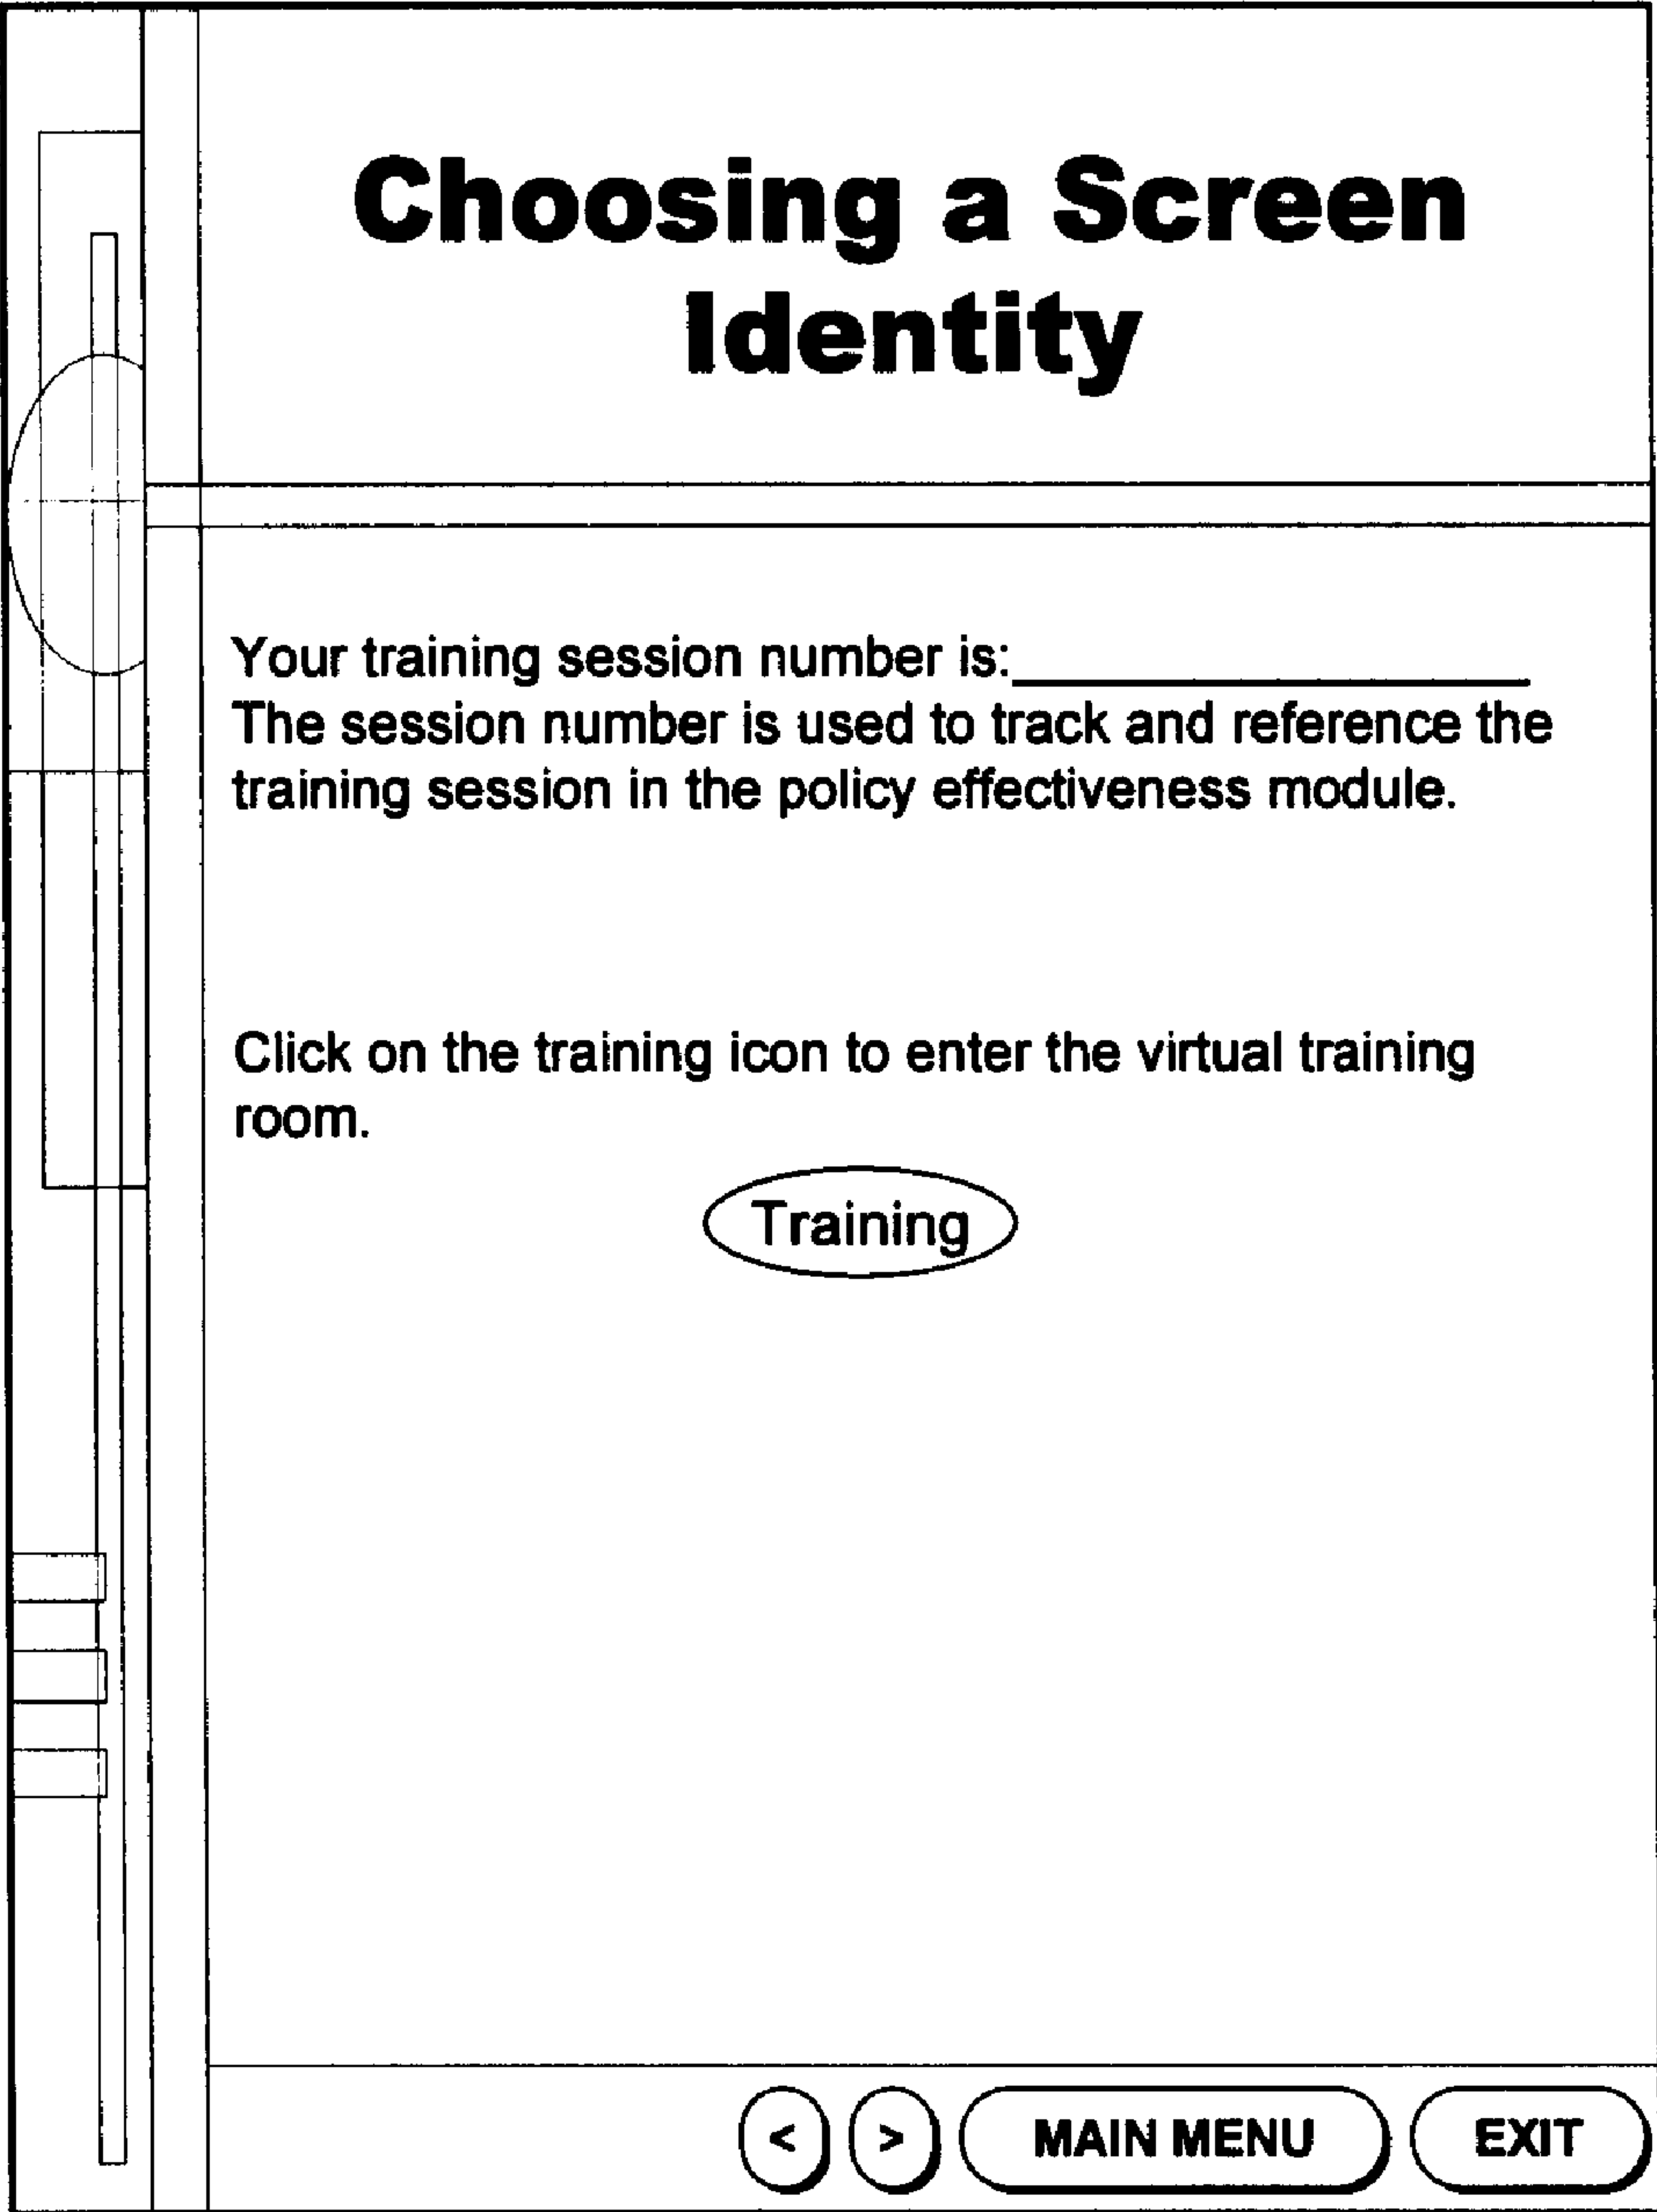 Choosing a Screen
Identity
Your training session number is:
The session number is used to track and reference the
training session in the policy effectiveness module.
Click on the training icon to enter the virtual training
room.
Training
< > MAIN MENU EXIT